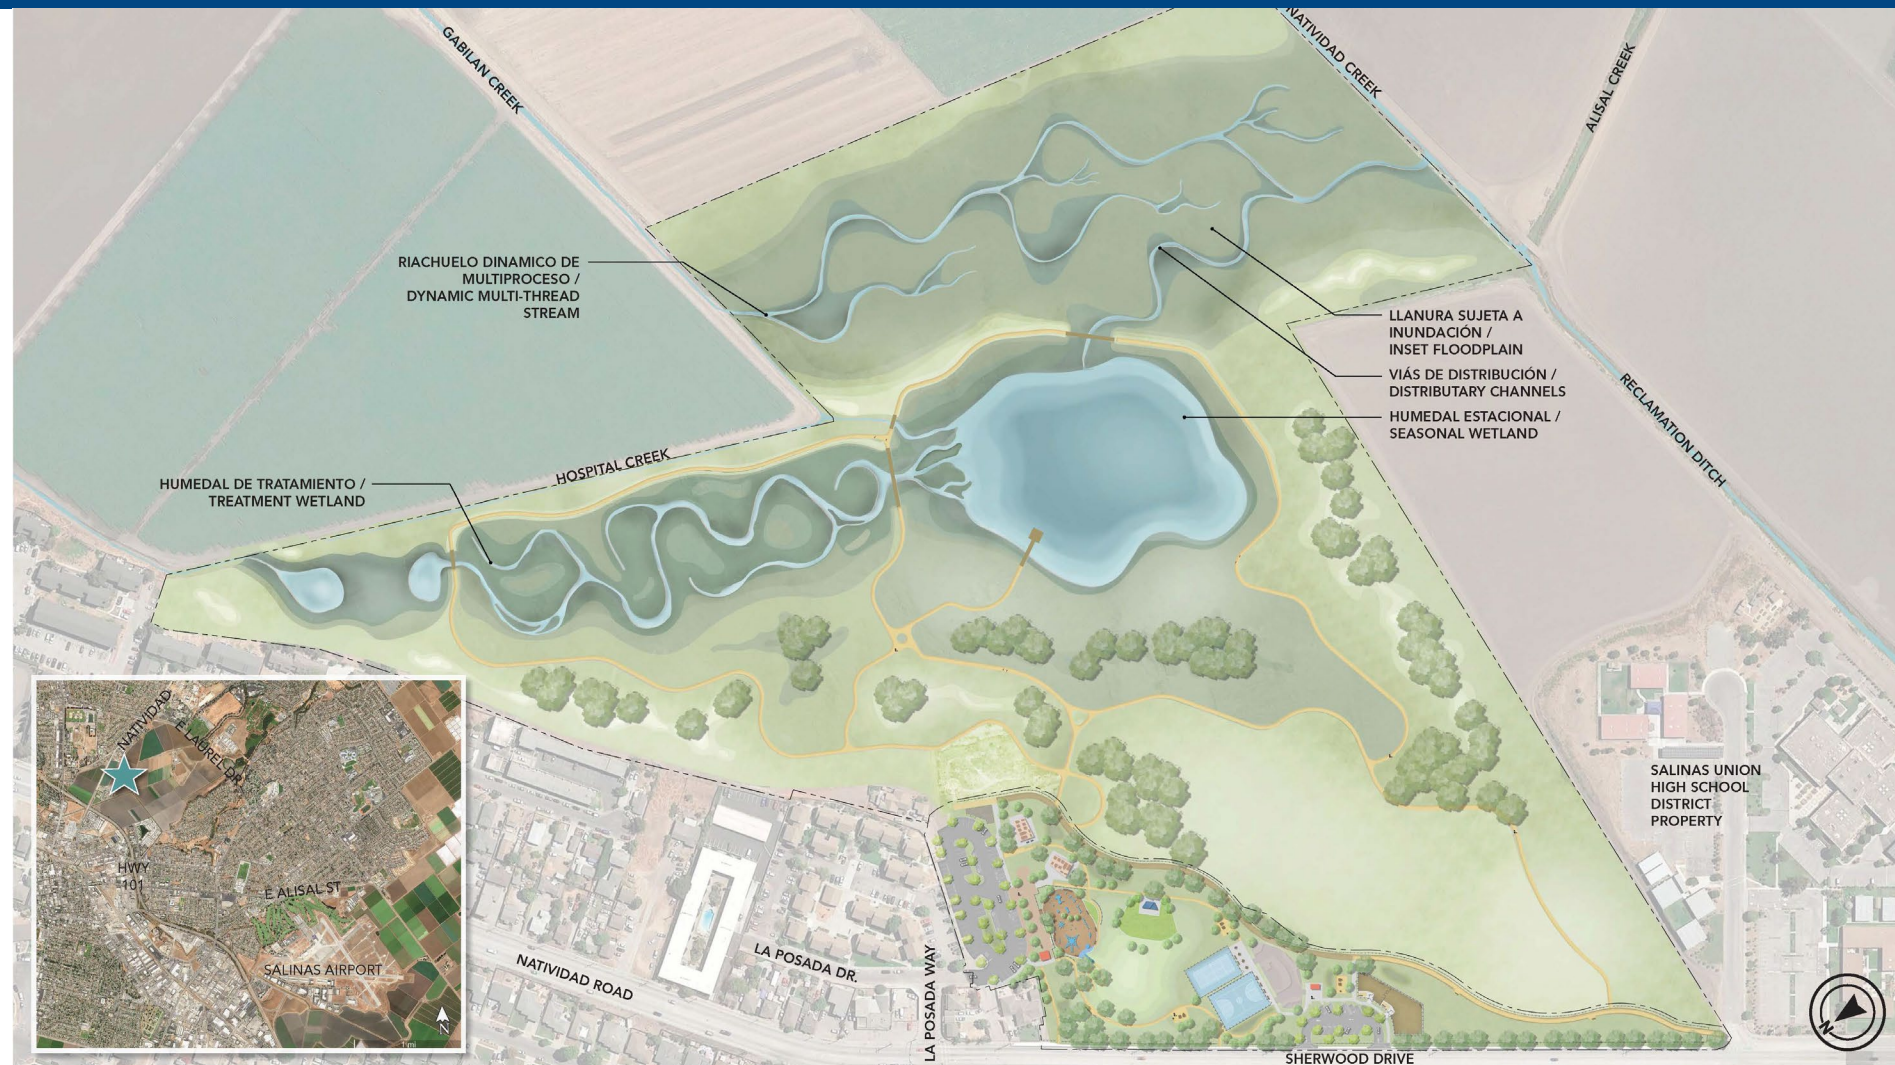 GABILAN CREEK
NATIVIDAD CREEK
ALISAL CREEK
RIACHUELO DINAMICO DE
MULTIPROCESO /
DYNAMIC MULTI-THREAD
STREAM
LLANURA SUJETA A
INUNDACIÓN /
INSET FLOODPLAIN
VIÁS DE DISTRIBUCIÓN /
DISTRIBUTARY CHANNELS
HUMEDAL ESTACIONAL /
SEASONAL WETLAND
RECLAMATION DITCH
HOSPITAL CREEK
HUMEDAL DE TRATAMIENTO /
TREATMENT WETLAND
NATIVIDAD
E LAUREL DR
HWY
101
E ALISAL ST
SALINAS AIRPORT
N
1 mi
SALINAS UNION
HIGH SCHOOL
DISTRICT
PROPERTY
NATIVIDAD ROAD
LA POSADA DR.
LA POSADA WAY
SHERWOOD DRIVE
N